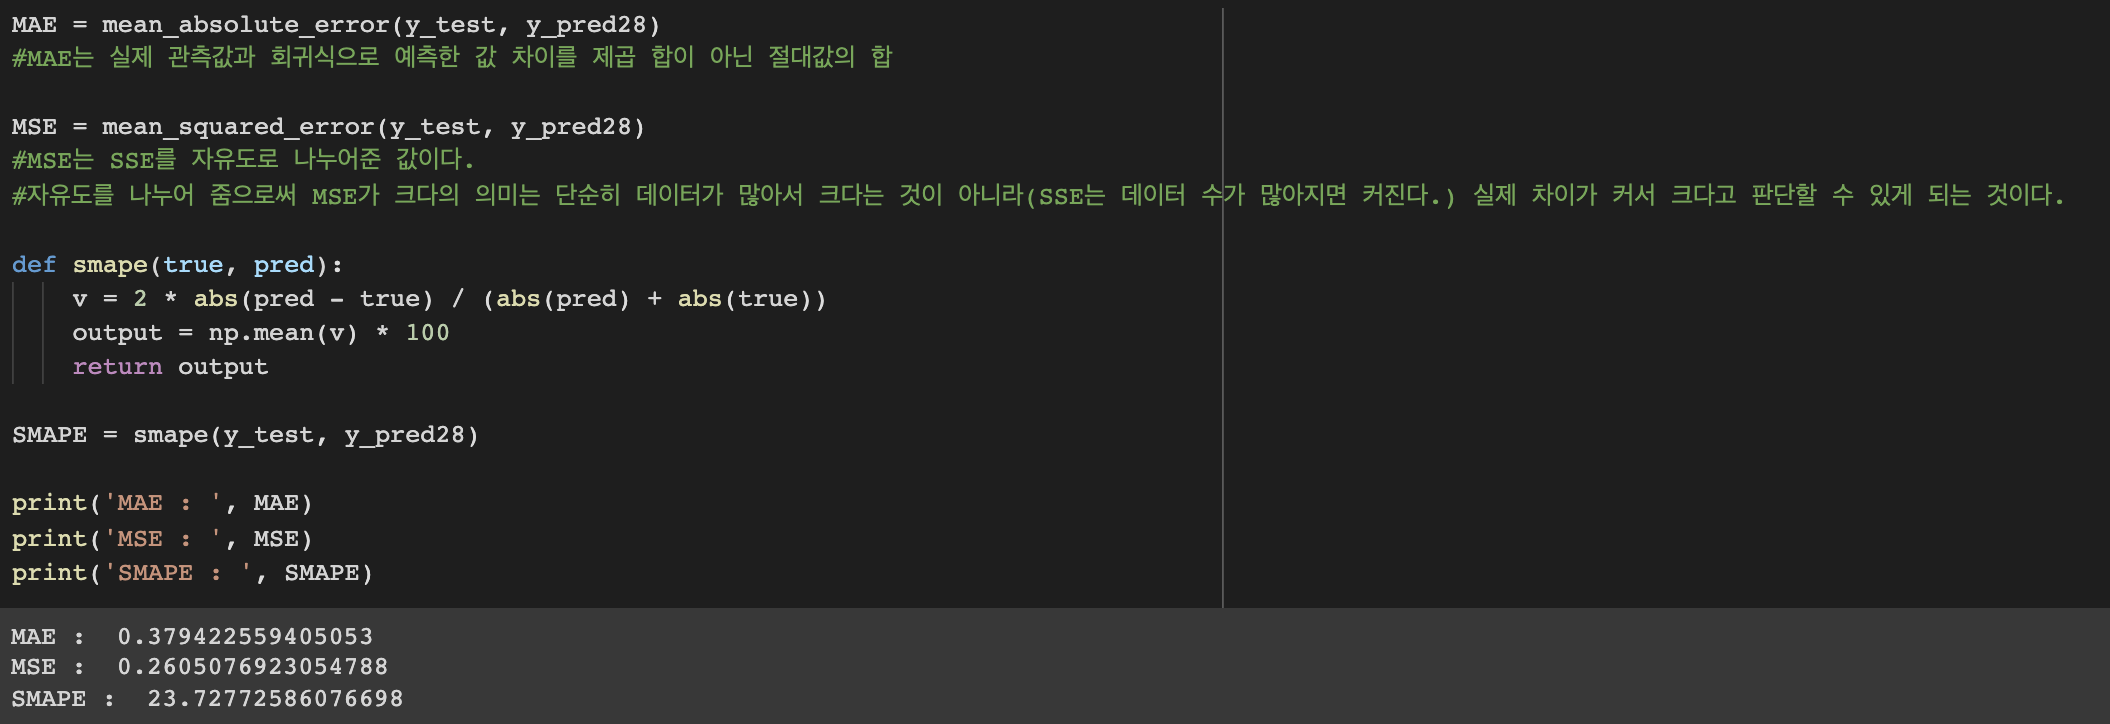 MAE = mean_absolute_error(y_test, y_pred28)
#MAE는 실제 관측값과 회귀식으로 예측한 값 차이를 제곱 합이 아닌 절대값의 합
MSE = mean_squared_error(y_test, y_pred28)
#MSE는 SSE를 자유도로 나누어준 값이다.
#자유도를 나누어 줌으로써 MSE가 크다의 의미는 단순히 데이터가 많아서 크다는 것이 아니라(SSE는 데이터 수가 많아지면 커진다.) 실제 차이가 커서 크다고 판단할 수 있게 되는 것이다.
def smape(true, pred):
    v = 2 * abs(pred - true) / (abs(pred) + abs(true))
    output = np.mean(v) * 100
    return output
SMAPE = smape(y_test, y_pred28)
print('MAE : ', MAE)
print('MSE : ', MSE)
print('SMAPE : ', SMAPE)
MAE :  0.379422559405053
MSE :  0.2605076923054788
SMAPE :  23.72772586076698